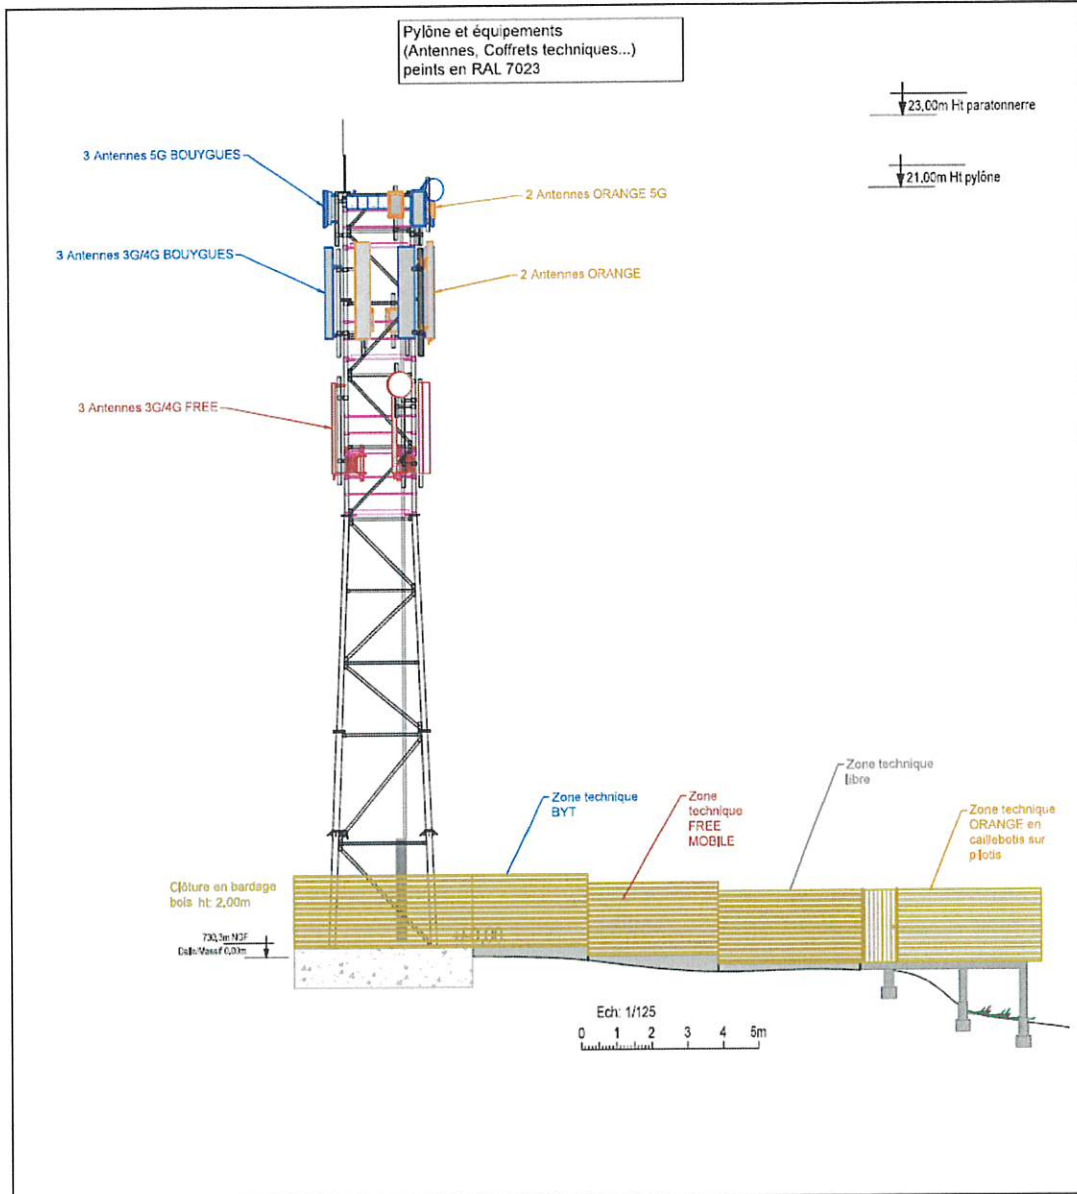 Pylône et équipements
(Antennes, Coffrets techniques...)
peints en RAL 7023
23,00m Ht paratonnerre
21,00m Ht pylône
3 Antennes 5G BOUYGUES
2 Antennes ORANGE 5G
3 Antennes 3G/4G BOUYGUES
2 Antennes ORANGE
3 Antennes 3G/4G FREE
Zone technique
BYT
Zone
technique
FREE
MOBILE
Zone technique
libre
Zone technique
ORANGE en
caillebotis sur
pilotis
Clôture en bardage
bois ht: 2,00m
730,3m NGF
Dalle/Massif 0,00m
Ech: 1/125
0 1 2 3 4 5m